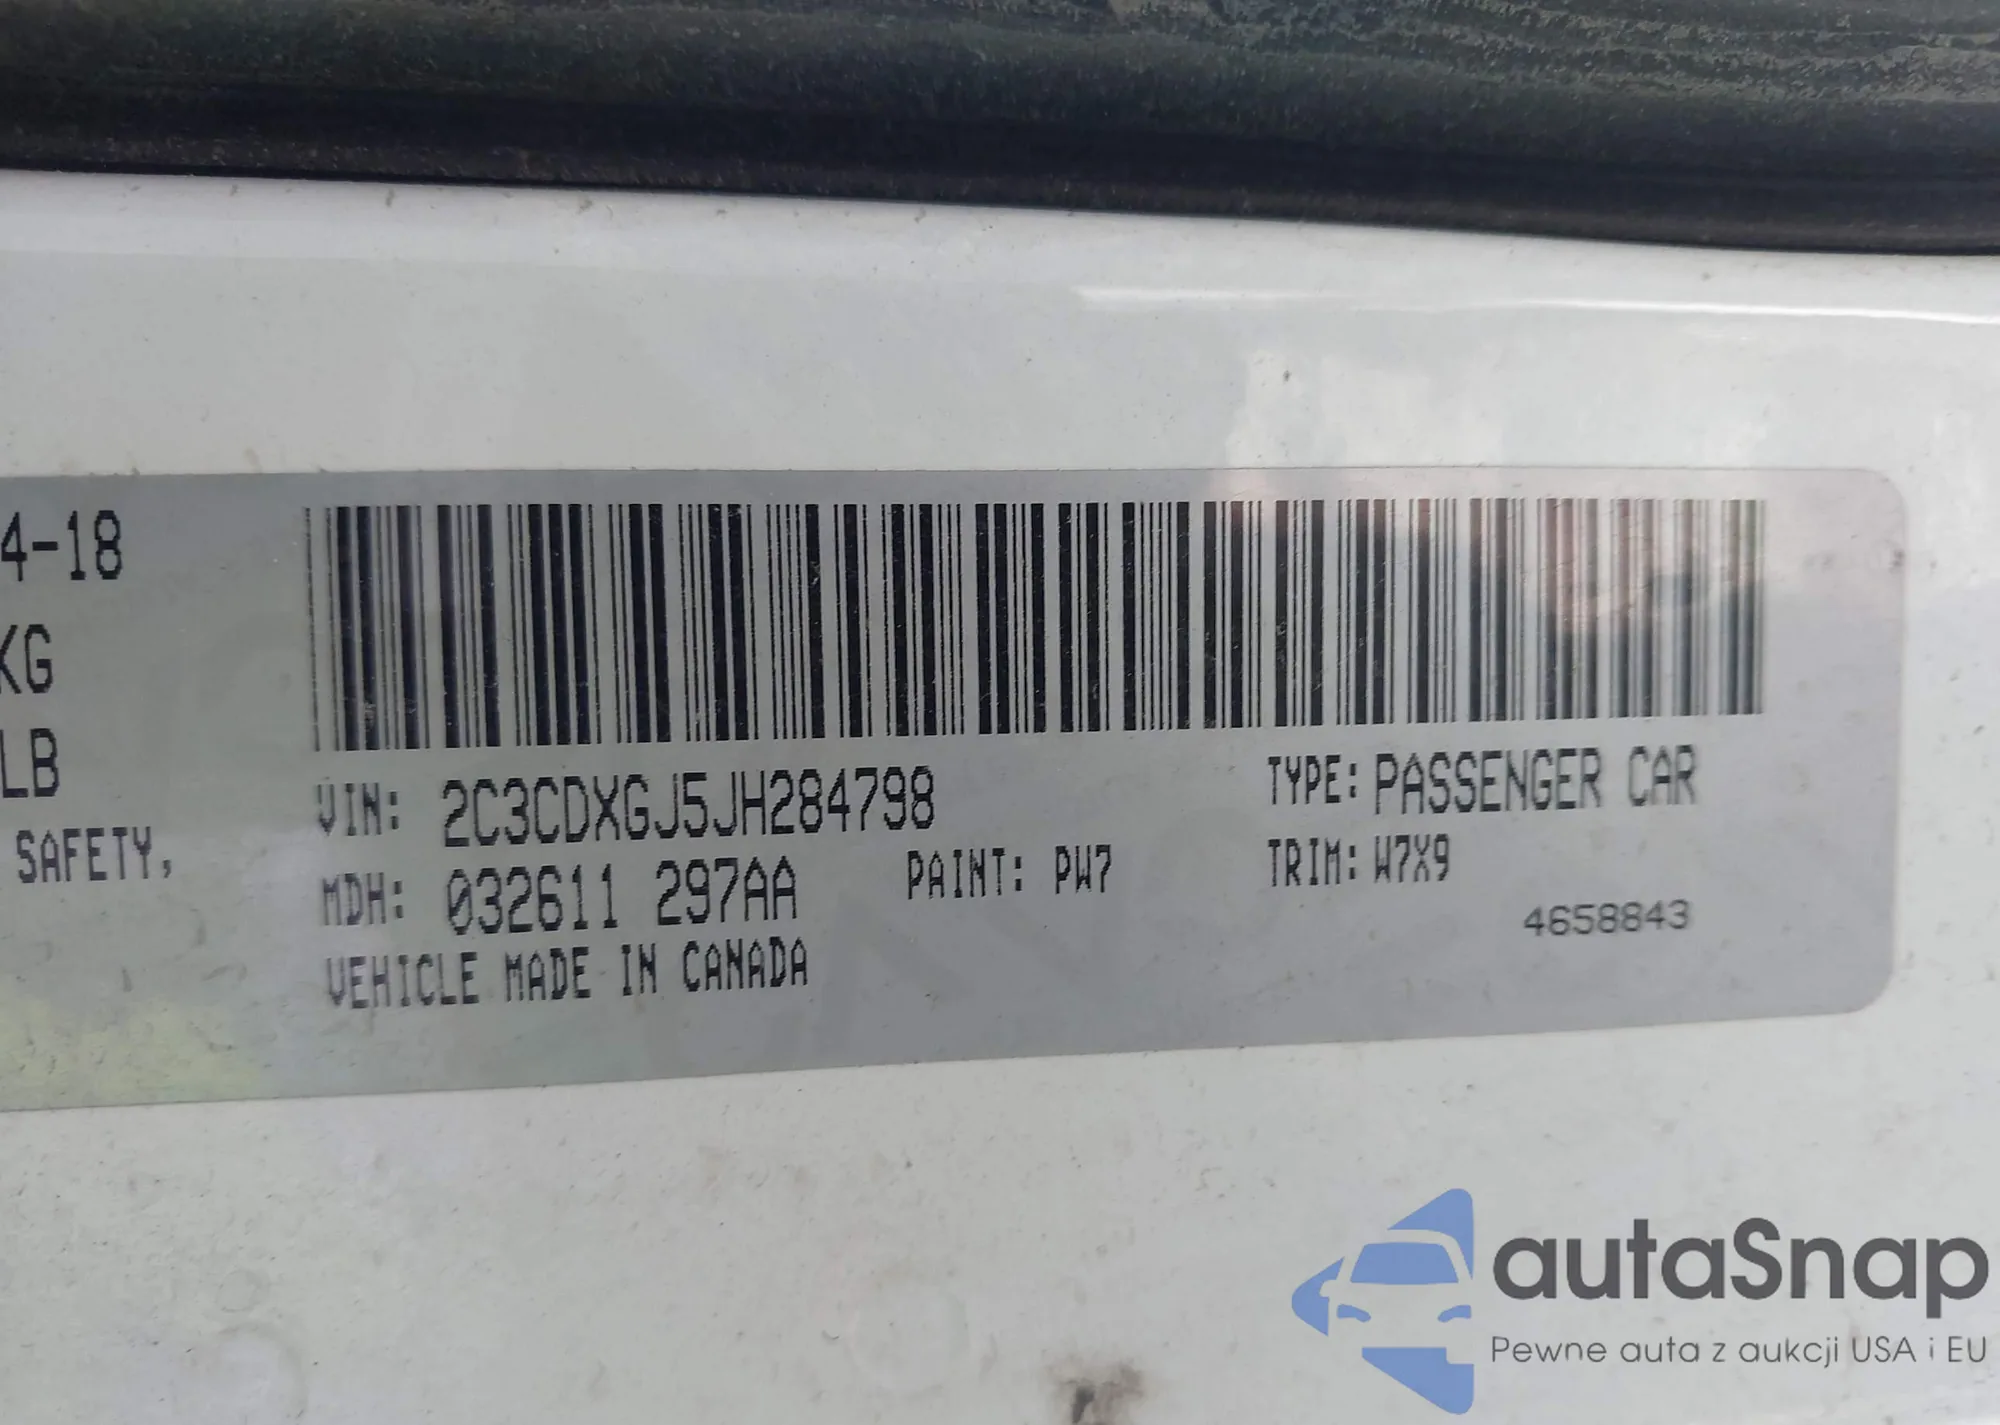 4-18
KG
LB
SAFETY,
VIN: 2C3CDXGJ5JH284798
TYPE: PASSENGER CAR
MDH: 032611 297AA
PAINT: PW7
TRIM: W7X9
4658843
VEHICLE MADE IN CANADA
autaSnap
Pewne auta z aukcji USA i EU